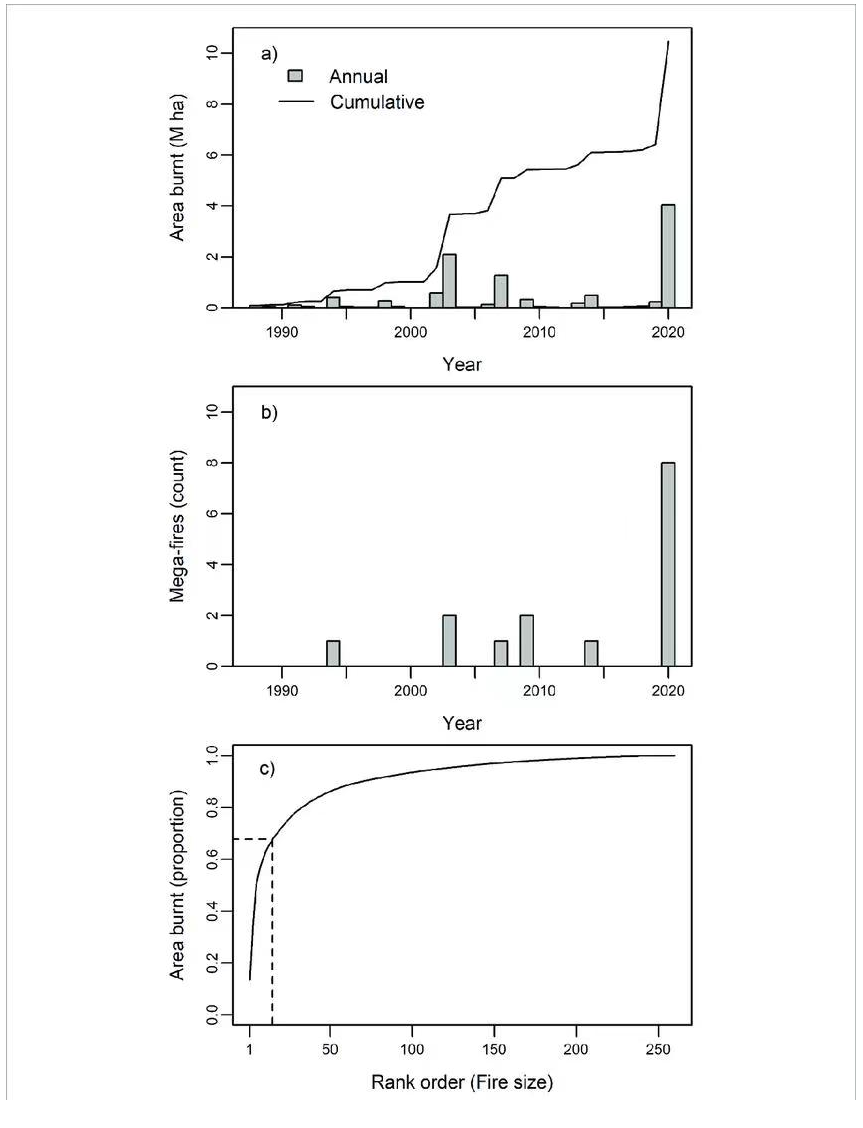 a)
Annual
Cumulative
Area burnt (M ha)
10
8
6
4
2
0
1990
2000
2010
2020
Year
b)
Mega-fires (count)
10
8
6
4
2
0
1990
2000
2010
2020
Year
c)
Area burnt (proportion)
1.0
0.8
0.6
0.4
0.2
0.0
1
50
100
150
200
250
Rank order (Fire size)